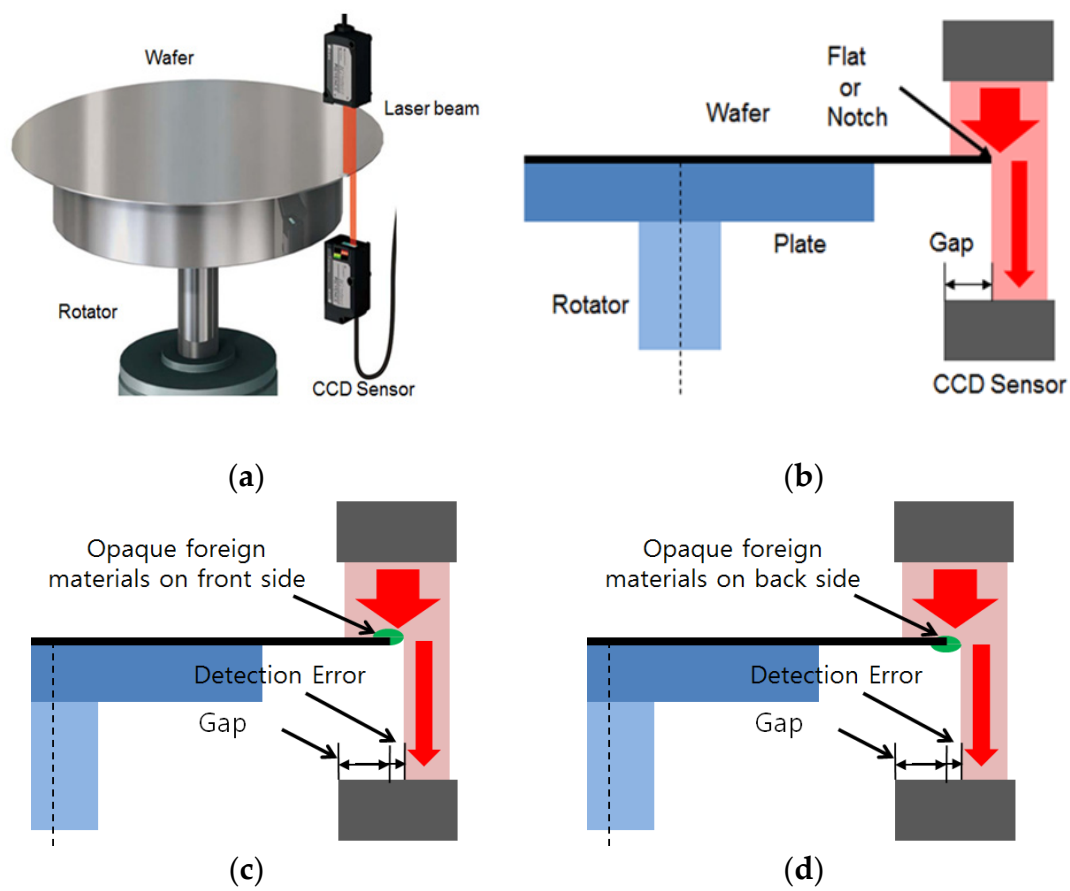 Wafer
Laser beam
Rotator
CCD Sensor
(a)
Flat
or
Notch
Wafer
Plate
Gap
Rotator
CCD Sensor
(b)
Opaque foreign
materials on front side
Detection Error
Gap
(c)
Opaque foreign
materials on back side
Detection Error
Gap
(d)